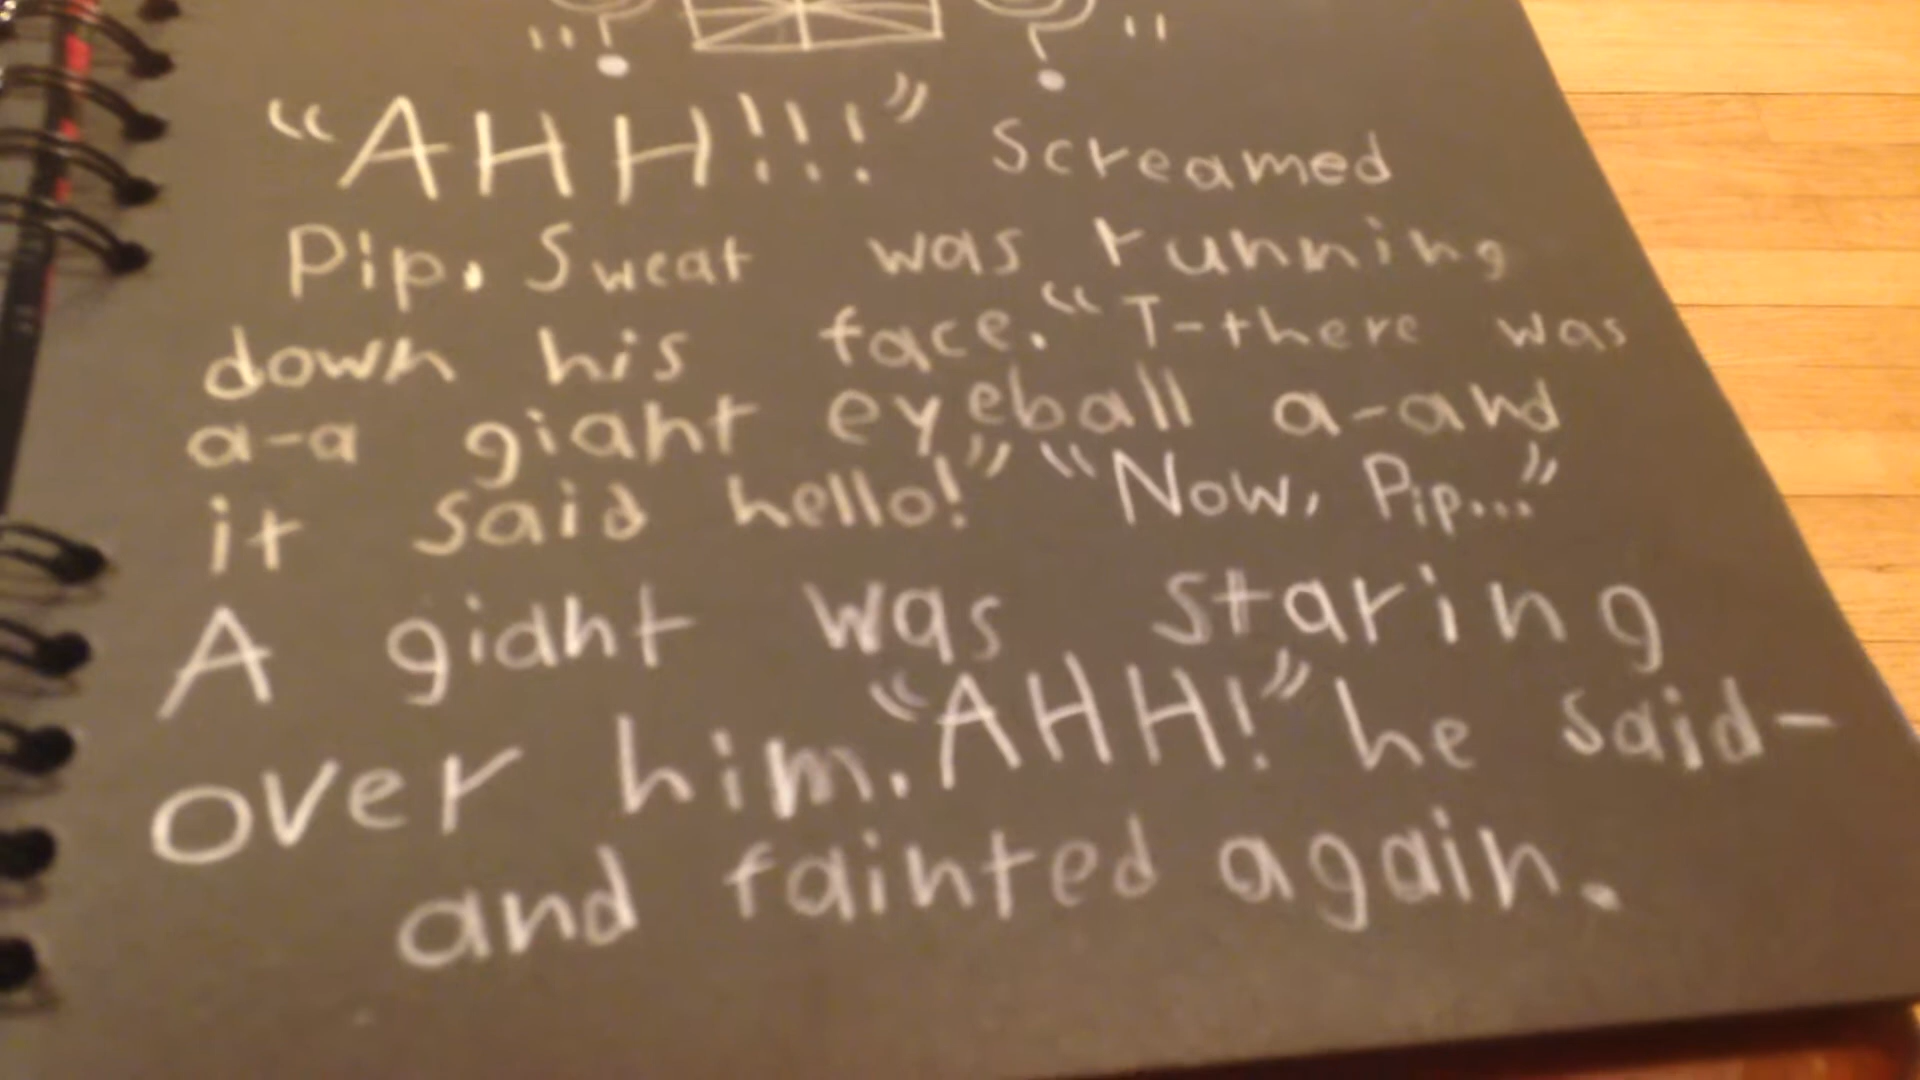 “AHH!!!” Screamed
Pip. Sweat was running
down his face. “T-there was
a-a giant eyeball a-and
it said hello!” “Now, Pip...”
A giant was staring
over him. “AHH!” he said-
and fainted again.